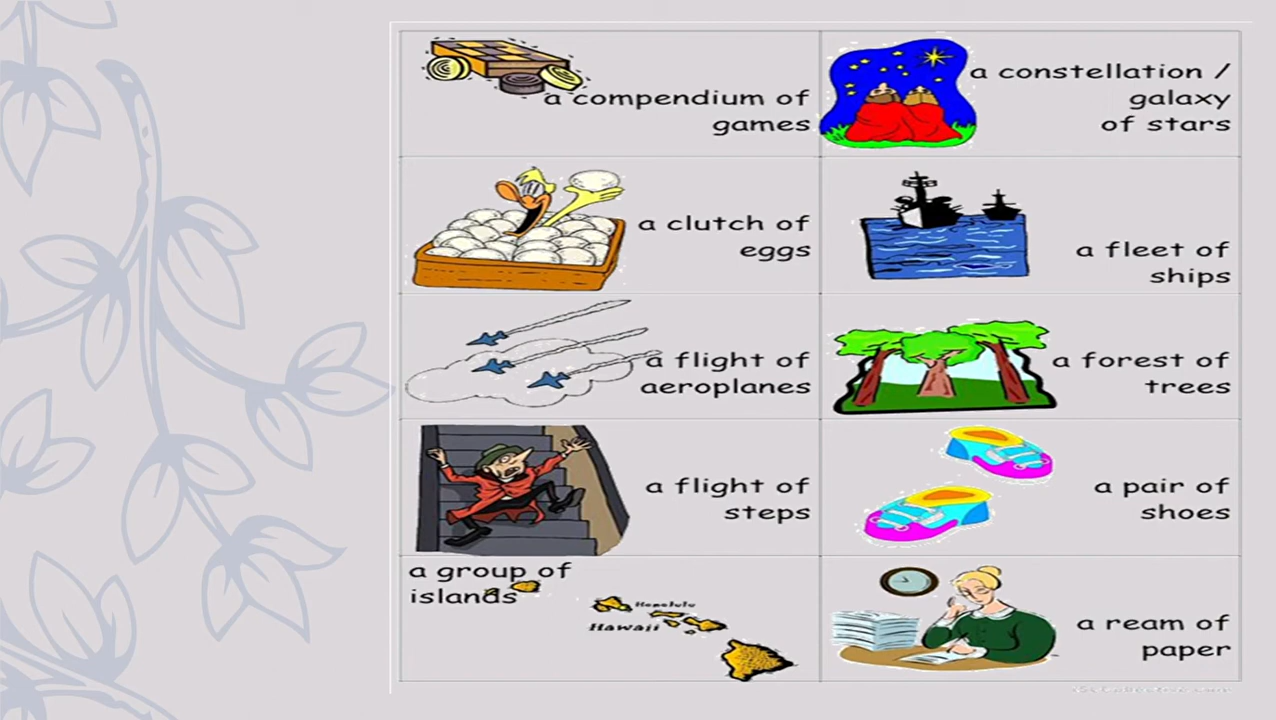 a compendium of
games
a constellation /
galaxy
of stars
a clutch of
eggs
a fleet of
ships
a flight of
aeroplanes
a forest of
trees
a flight of
steps
a pair of
shoes
a group of
islands
Honolulu
Hawaii
a ream of
paper